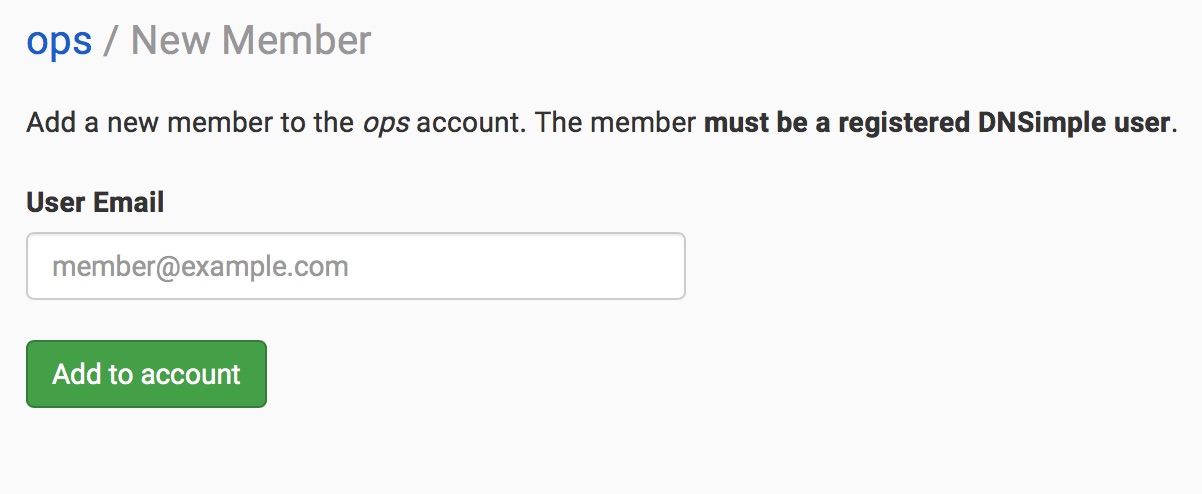 ops / New Member
Add a new member to the ops account. The member must be a registered DNSimple user.
User Email
member@example.com
Add to account